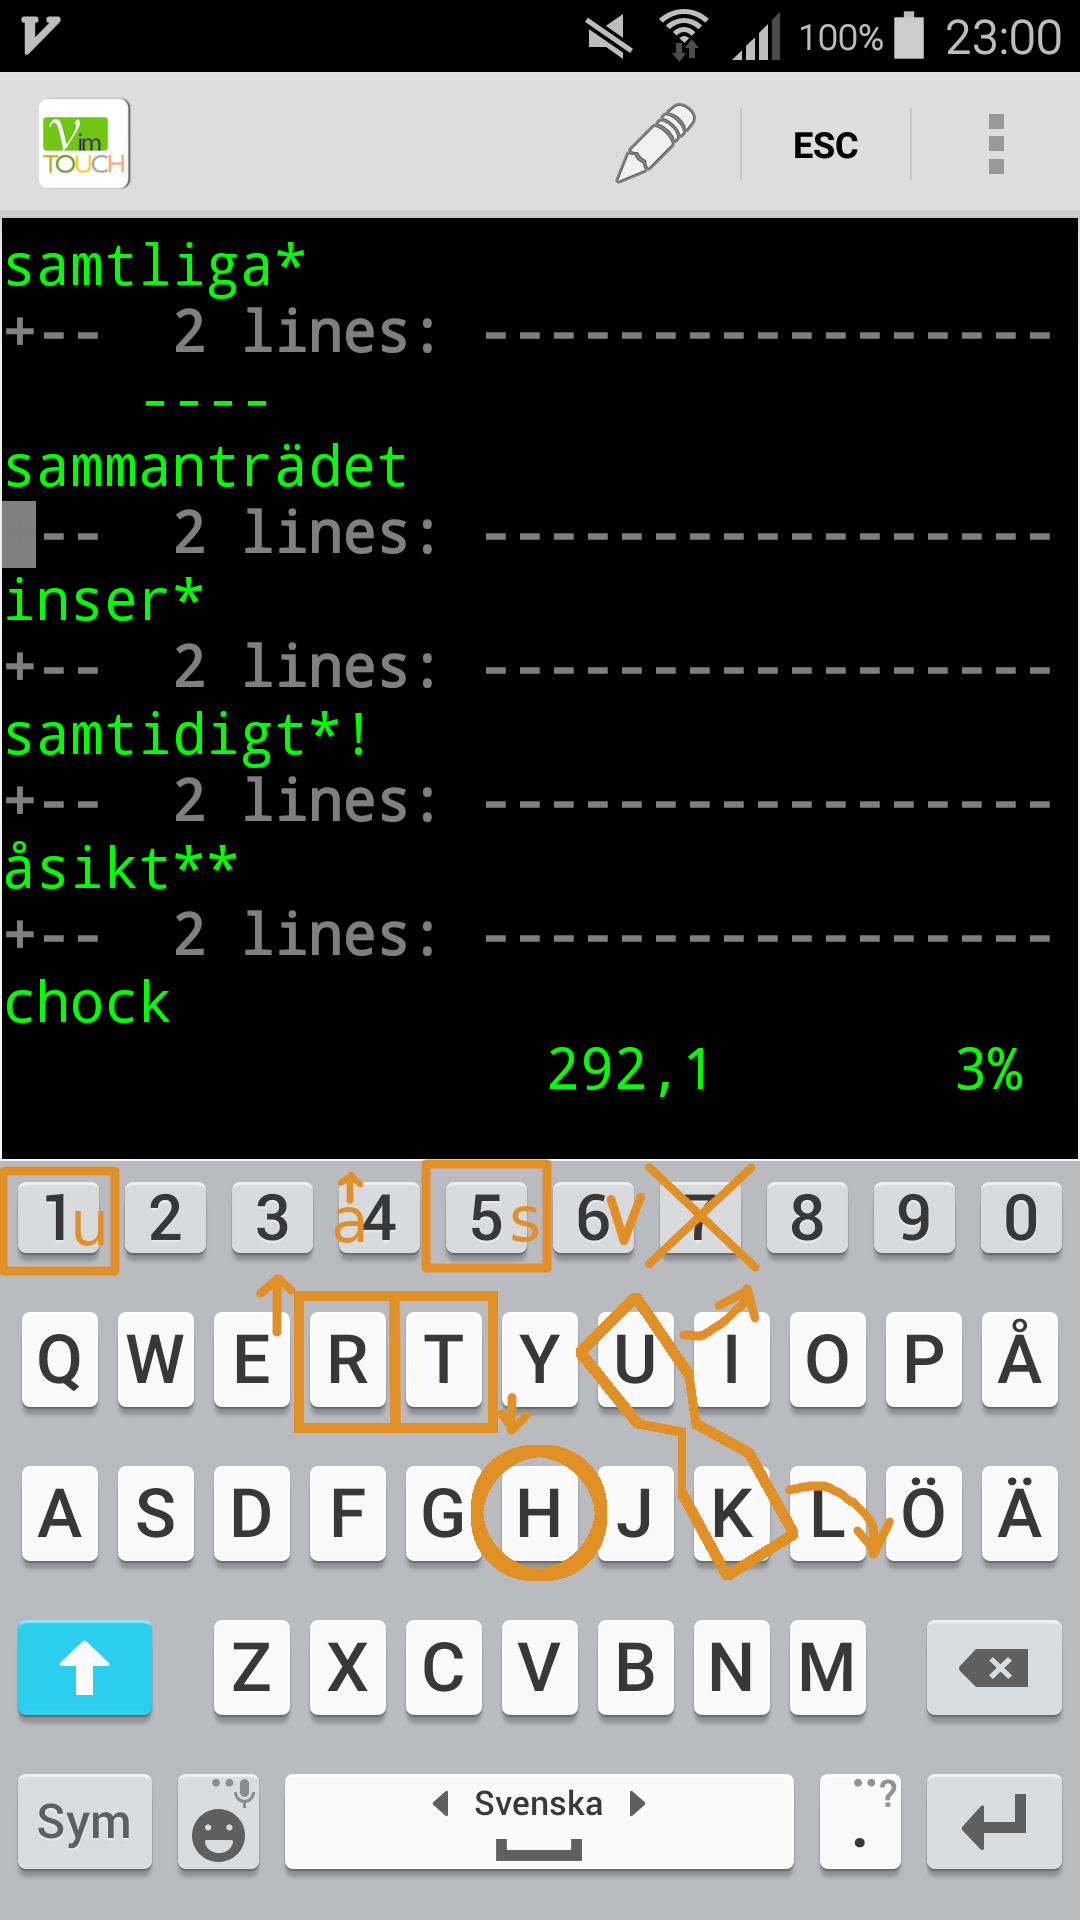 100% 23:00
Vim TOUCH ESC
samtliga*
+-- 2 lines: -----------------
----
sammanträdet
-- 2 lines: -----------------
inser*
+-- 2 lines: -----------------
samtidigt*!
+-- 2 lines: -----------------
åsikt**
+-- 2 lines: -----------------
chock
292,1 3%
1 u 2 3 a 4 5 s 6 v 7 8 9 0
Q W E R T Y U I O P Å
A S D F G H J K L Ö Ä
Z X C V B N M
Sym Svenska . ?